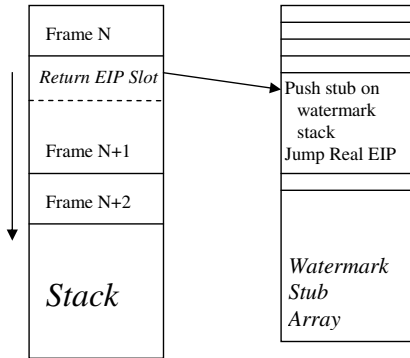 Frame N
Return EIP Slot
Frame N+1
Frame N+2
Stack
Push stub on
watermark
stack
Jump Real EIP
Watermark
Stub
Array